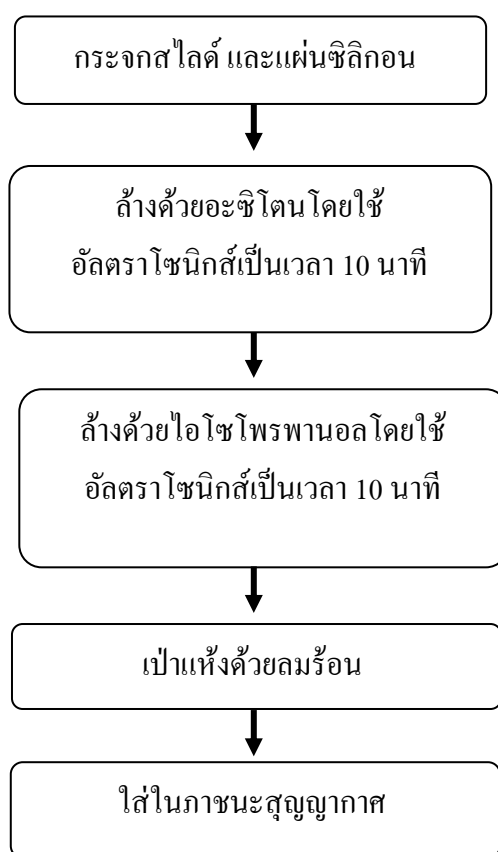 กระจกสไลด์ และแผ่นซิลิกอน
ล้างด้วยอะซิโตนโดยใช้
อัลตราโซนิกส์เป็นเวลา 10 นาที
ล้างด้วยไอโซโพรพานอลโดยใช้
อัลตราโซนิกส์เป็นเวลา 10 นาที
เป่าแห้งด้วยลมร้อน
ใส่ในภาชนะสุญญากาศ